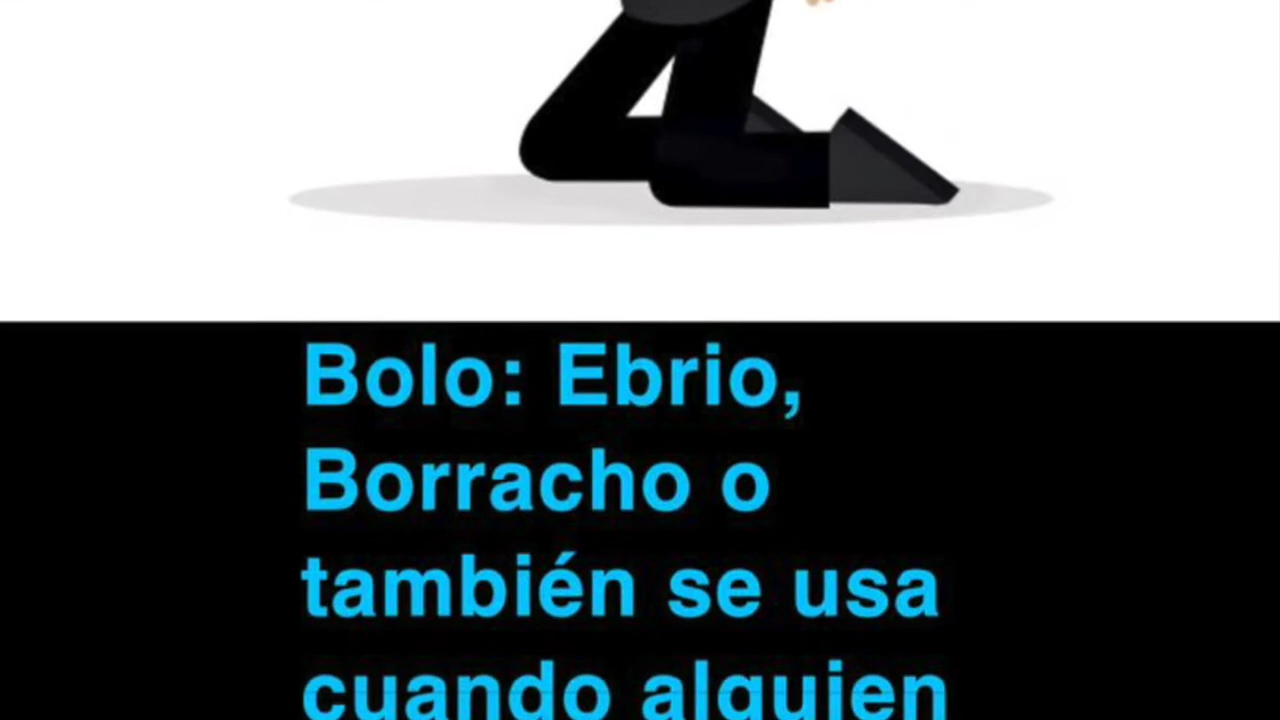 Bolo: Ebrio,
Borracho o
también se usa
cuando alguien